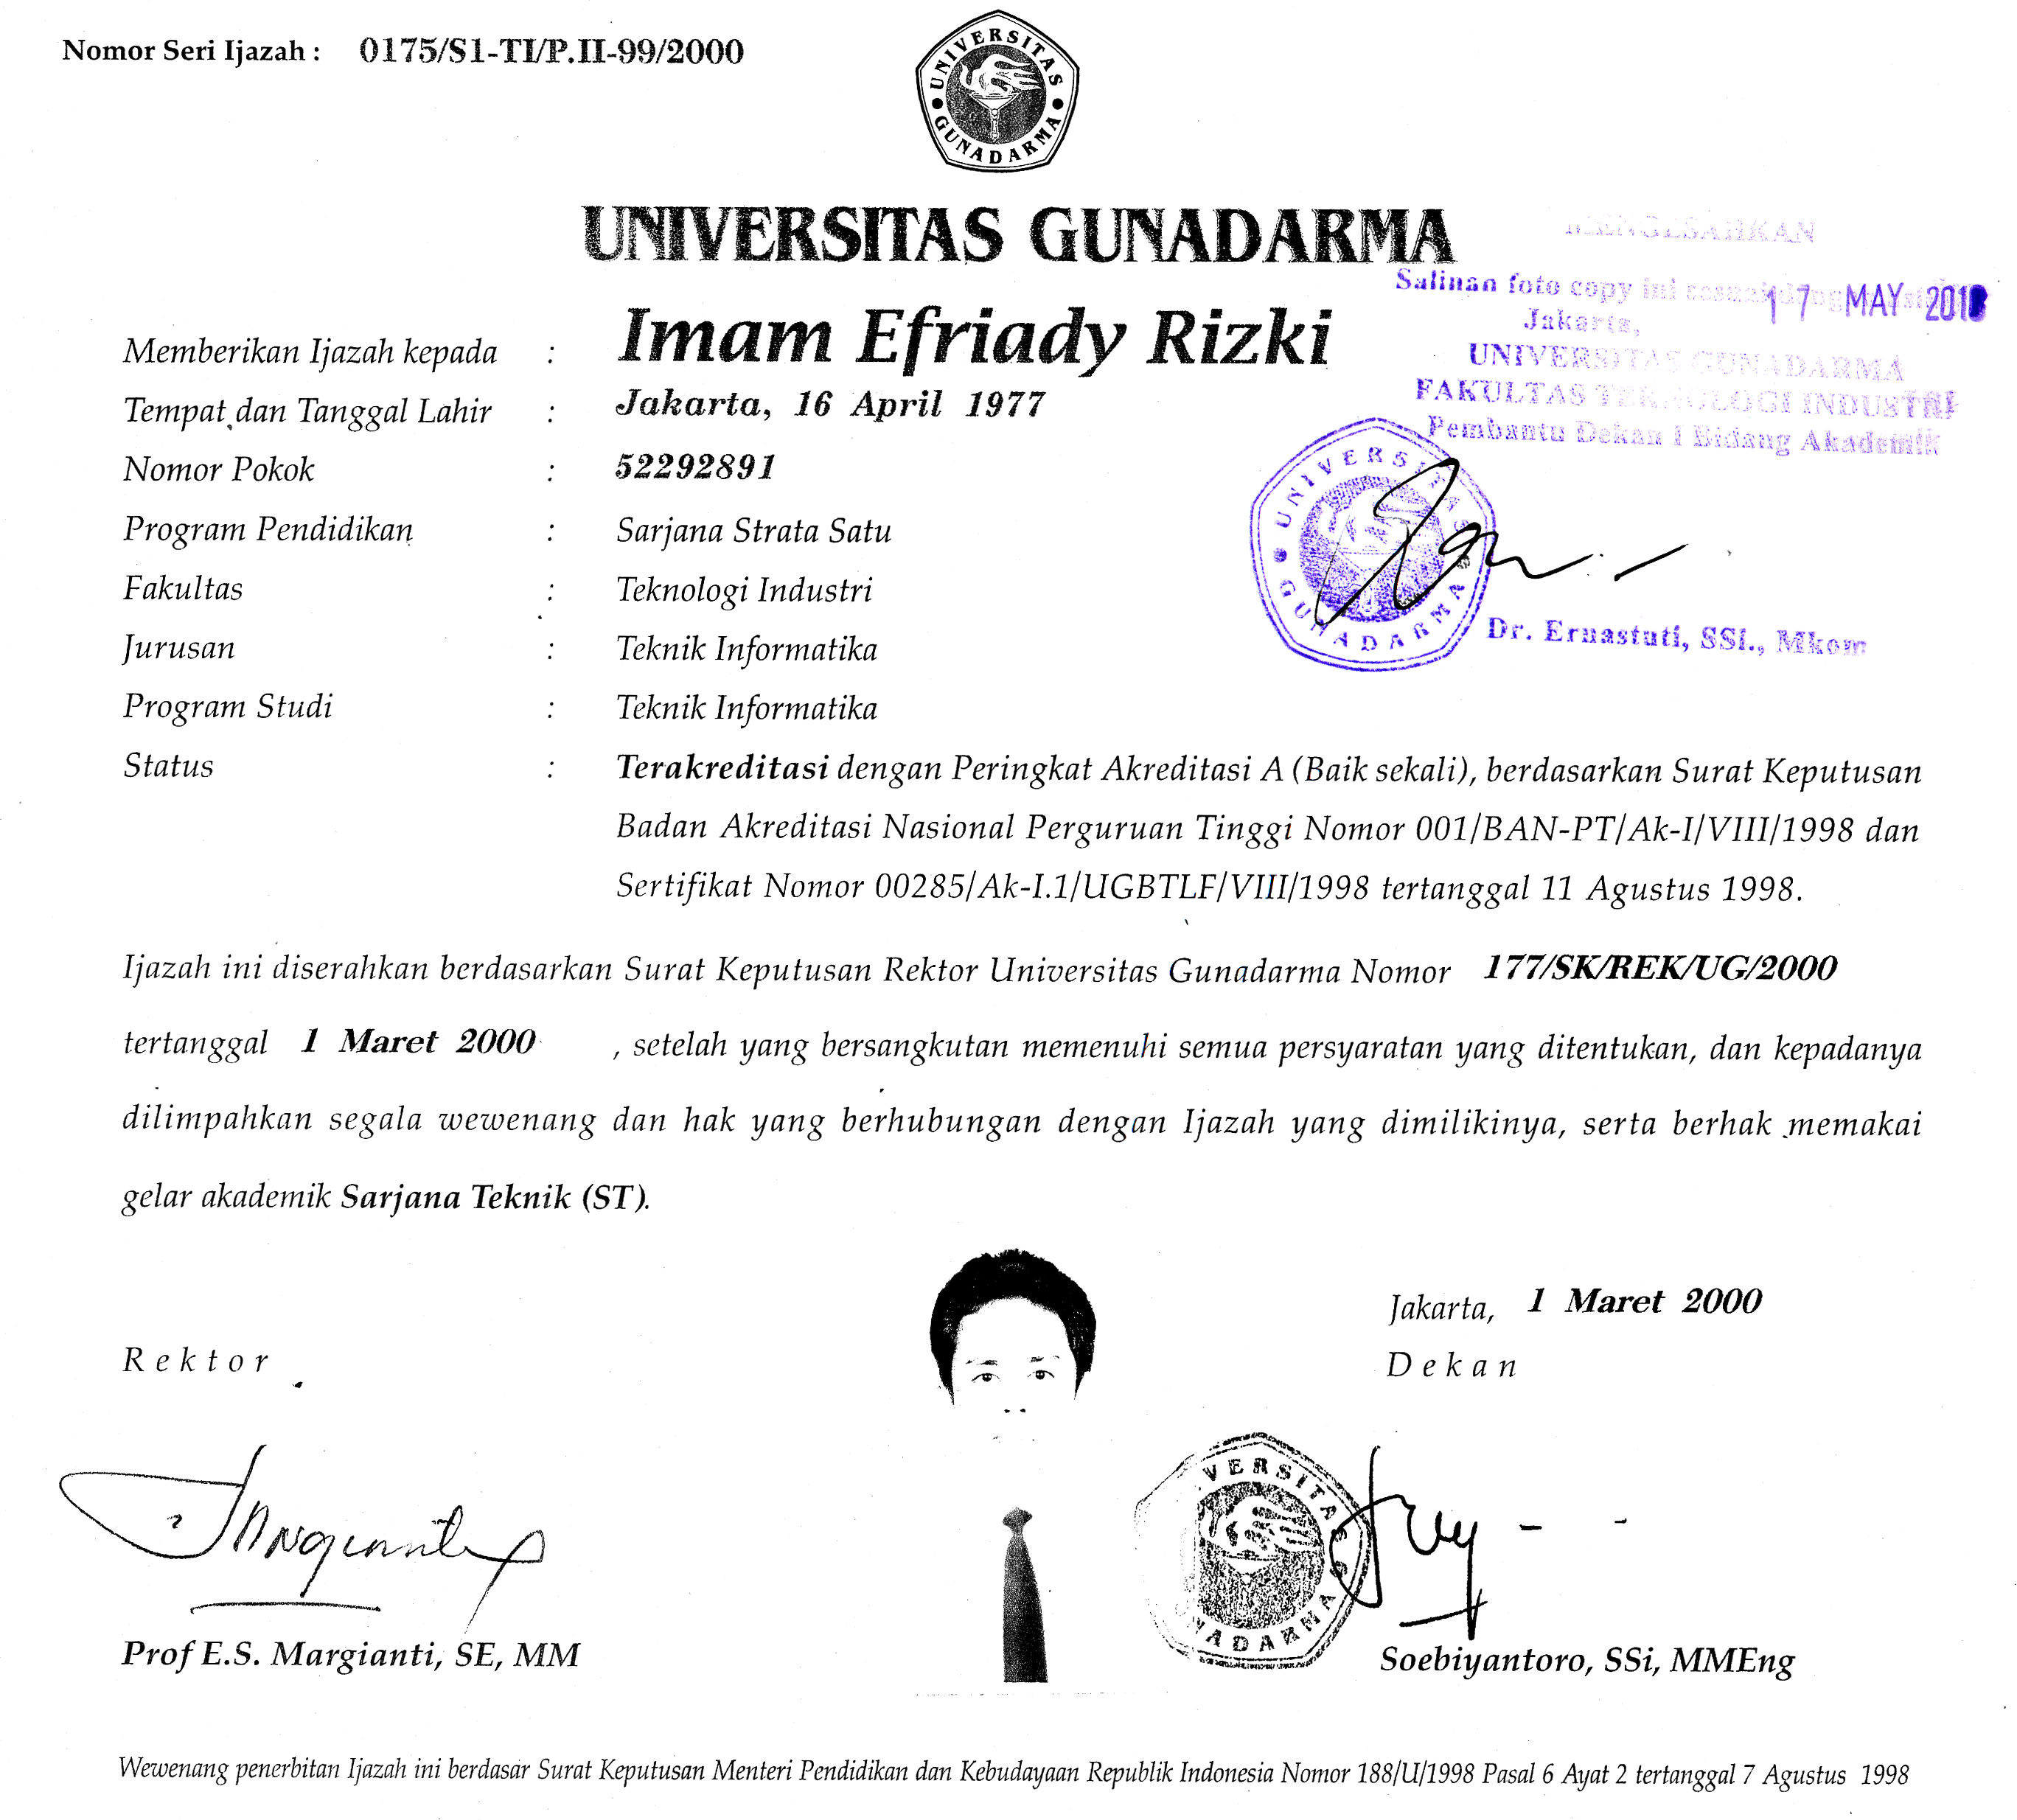 Nomor Seri Ijazah : 0175/S1-TI/P.II-99/2000
UNIVERSITAS GUNADARMA
UNIVERSITAS GUNADARMA
MENGESAHKAN
Salinan foto copy ini 17 MAY
Jakarta,
UNIVERSITAS GUNADARMA
FAKULTAS TEKNOLOGI INDUSTRI
Pembantu Dekan I Bidang Akademik
UNIVERSITAS GUNADARMA
Dr. Ernastuti, SSi., Mkom
Memberikan Ijazah kepada : Imam Efriady Rizki
Tempat dan Tanggal Lahir : Jakarta, 16 April 1977
Nomor Pokok : 52292891
Program Pendidikan : Sarjana Strata Satu
Fakultas : Teknologi Industri
Jurusan : Teknik Informatika
Program Studi : Teknik Informatika
Status : Terakreditasi dengan Peringkat Akreditasi A (Baik sekali), berdasarkan Surat Keputusan
Badan Akreditasi Nasional Perguruan Tinggi Nomor 001/BAN-PT/Ak-I/VIII/1998 dan
Sertifikat Nomor 00285/Ak-I.1/UGBTLF/VIII/1998 tertanggal 11 Agustus 1998.
Ijazah ini diserahkan berdasarkan Surat Keputusan Rektor Universitas Gunadarma Nomor 177/SK/REK/UG/2000
tertanggal 1 Maret 2000 , setelah yang bersangkutan memenuhi semua persyaratan yang ditentukan, dan kepadanya
dilimpahkan segala wewenang dan hak yang berhubungan dengan Ijazah yang dimilikinya, serta berhak memakai
gelar akademik Sarjana Teknik (ST).
Jakarta, 1 Maret 2000
Rektor
Dekan
Prof E.S. Margianti, SE, MM
Soebiyantoro, SSi, MMEng
Wewenang penerbitan Ijazah ini berdasar Surat Keputusan Menteri Pendidikan dan Kebudayaan Republik Indonesia Nomor 188/U/1998 Pasal 6 Ayat 2 tertanggal 7 Agustus 1998